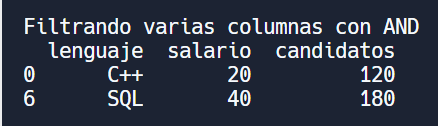 Filtrando varias columnas con AND
lenguaje salario candidatos
0 C++ 20 120
6 SQL 40 180